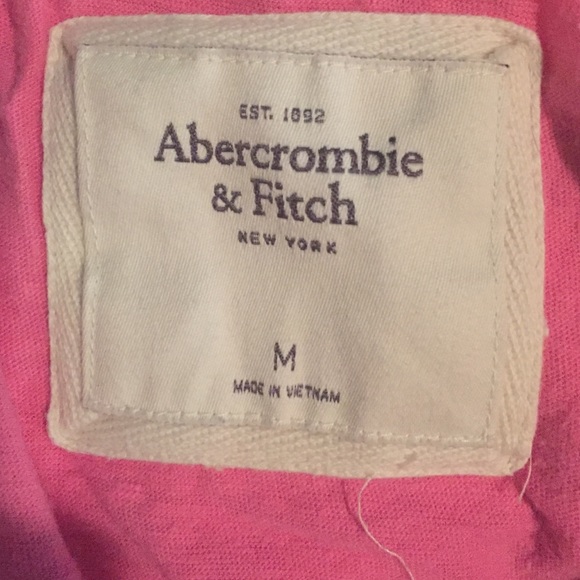 EST. 1892
Abercrombie
& Fitch
NEW YORK
M
MADE IN VIETNAM